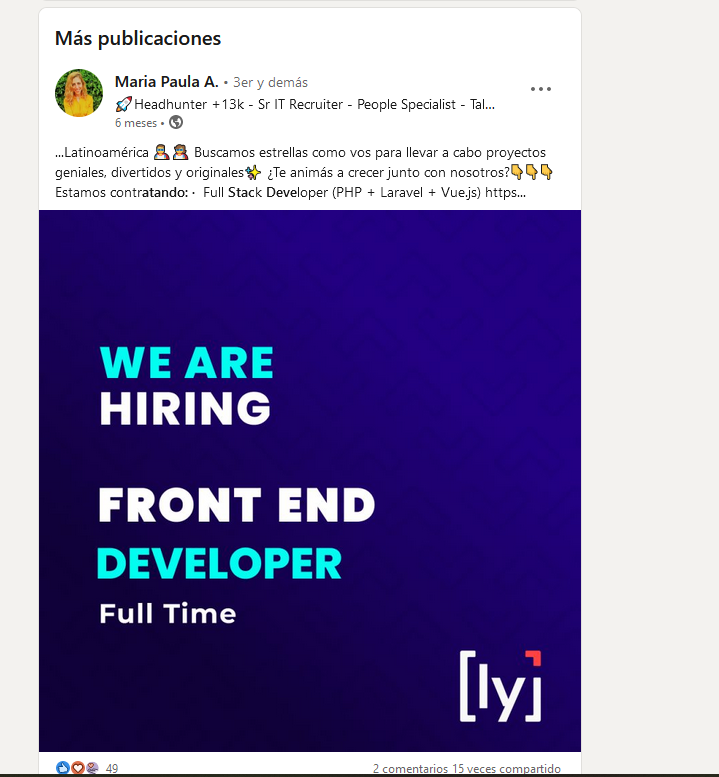 Más publicaciones
Maria Paula A. • 3er y demás
🚀Headhunter +13k - Sr IT Recruiter - People Specialist - Tal...
6 meses •
...Latinoamérica 🦸🦸 Buscamos estrellas como vos para llevar a cabo proyectos
geniales, divertidos y originales✨ ¿Te animás a crecer junto con nosotros?👇👇👇
Estamos contratando: · Full Stack Developer (PHP + Laravel + Vue.js) https...
WE ARE
HIRING
FRONT END
DEVELOPER
Full Time
[ly]
49
2 comentarios 15 veces compartido